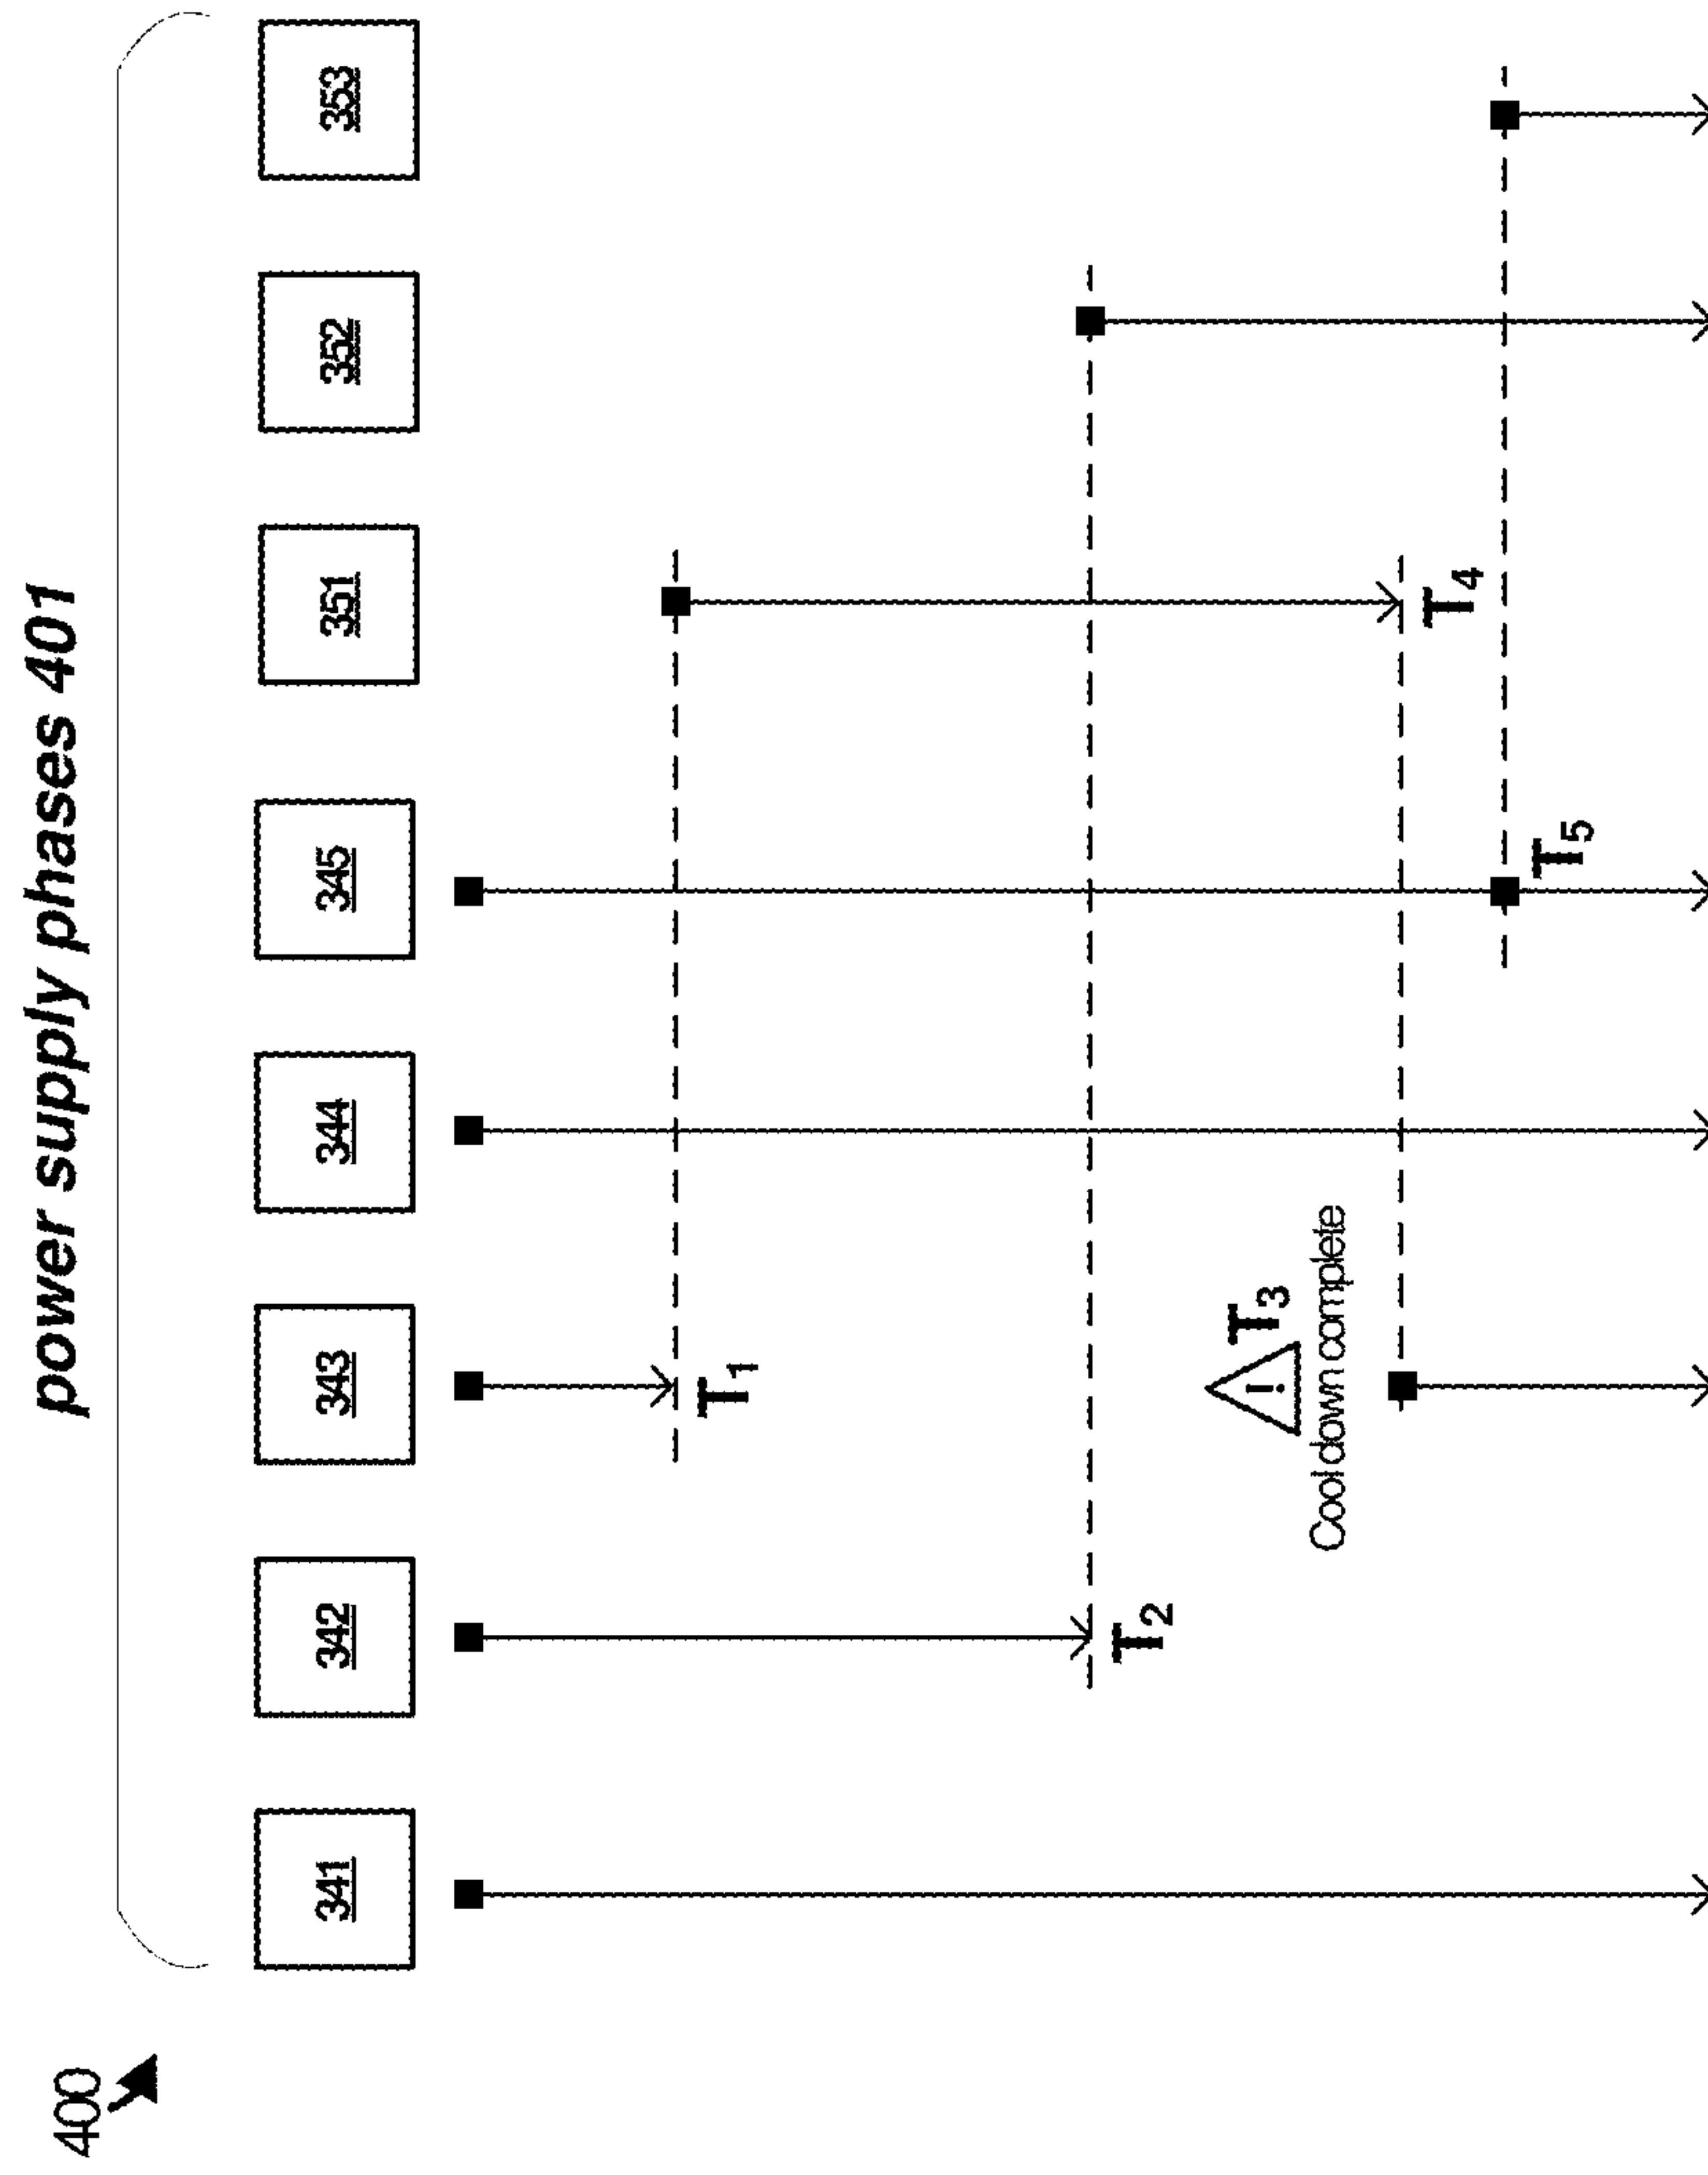 400
power supply phases 401
341 342 343 344 345 351 352 353
T1
T2
T3
Cool down complete
T4
T5